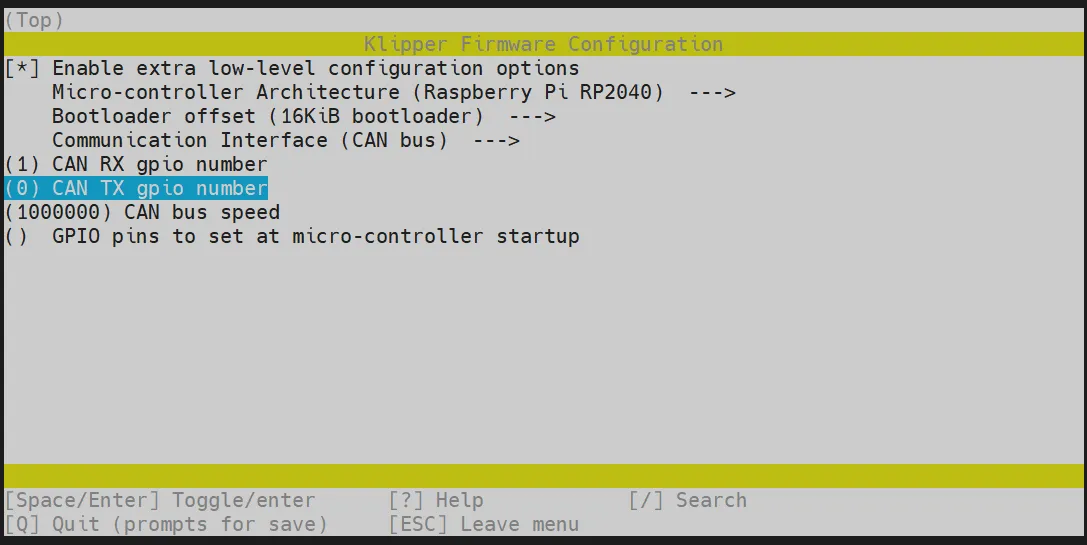 (Top)
Klipper Firmware Configuration
[*] Enable extra low-level configuration options
Micro-controller Architecture (Raspberry Pi RP2040) --->
Bootloader offset (16KiB bootloader) --->
Communication Interface (CAN bus) --->
(1) CAN RX gpio number
(0) CAN TX gpio number
(1000000) CAN bus speed
() GPIO pins to set at micro-controller startup
[Space/Enter] Toggle/enter [?] Help [/] Search
[Q] Quit (prompts for save) [ESC] Leave menu